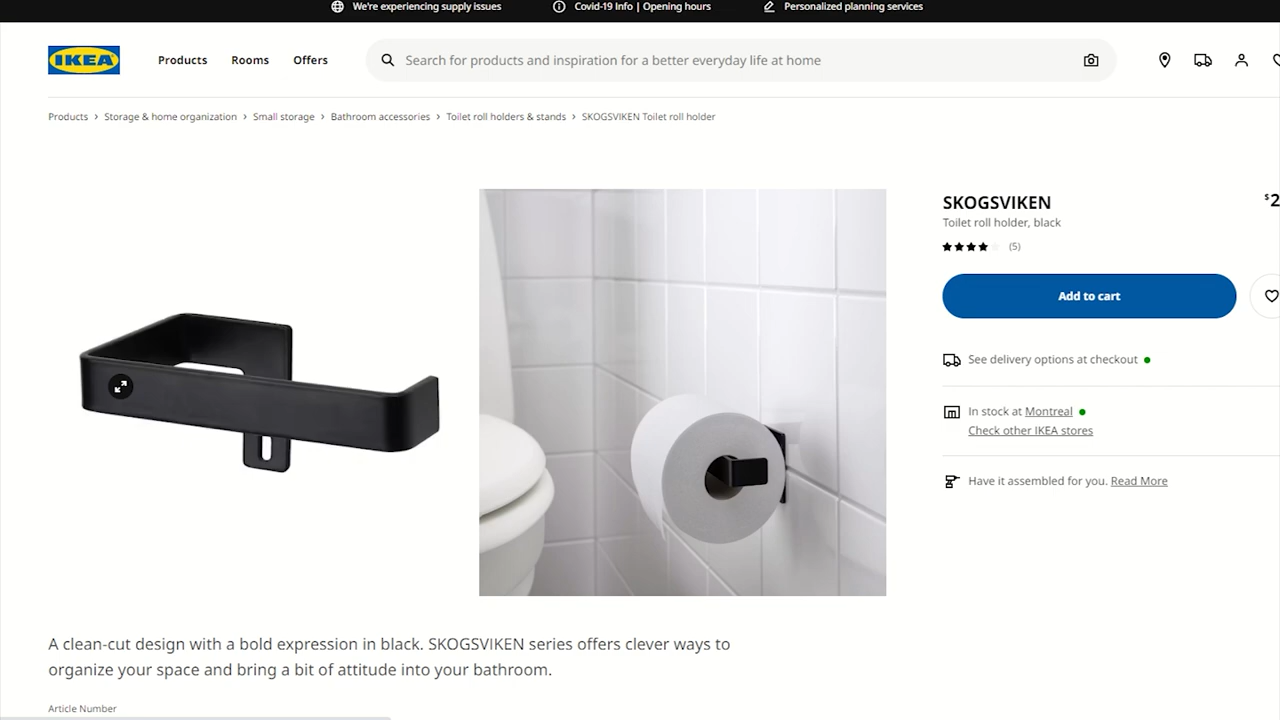 We're experiencing supply issues
Covid-19 Info | Opening hours
Personalized planning services
IKEA
Products
Rooms
Offers
Search for products and inspiration for a better everyday life at home
Products › Storage & home organization › Small storage › Bathroom accessories › Toilet roll holders & stands › SKOGSVIKEN Toilet roll holder
SKOGSVIKEN
$2
Toilet roll holder, black
(5)
Add to cart
See delivery options at checkout
In stock at Montreal
Check other IKEA stores
Have it assembled for you. Read More
A clean-cut design with a bold expression in black. SKOGSVIKEN series offers clever ways to
organize your space and bring a bit of attitude into your bathroom.
Article Number